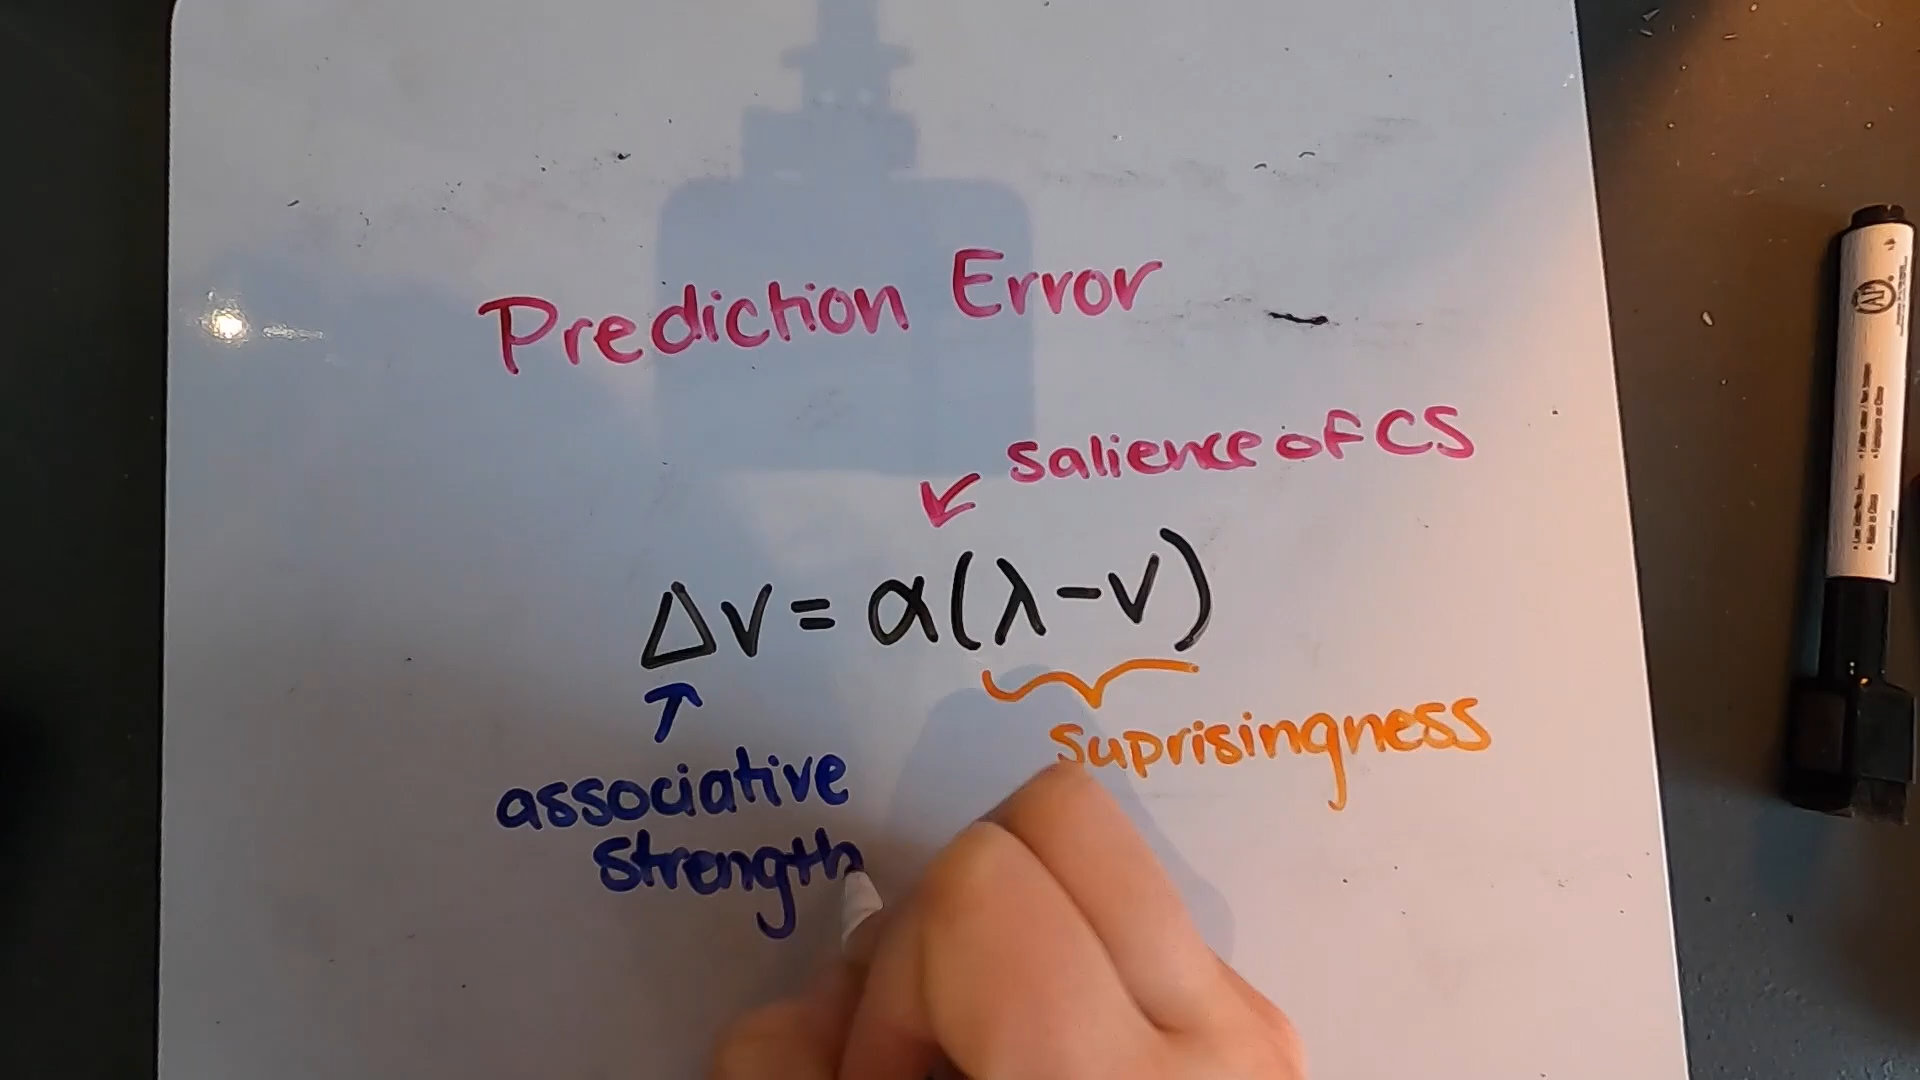 Prediction Error
Salience of CS
ΔV = α(λ-V)
Suprisingness
associative
strength